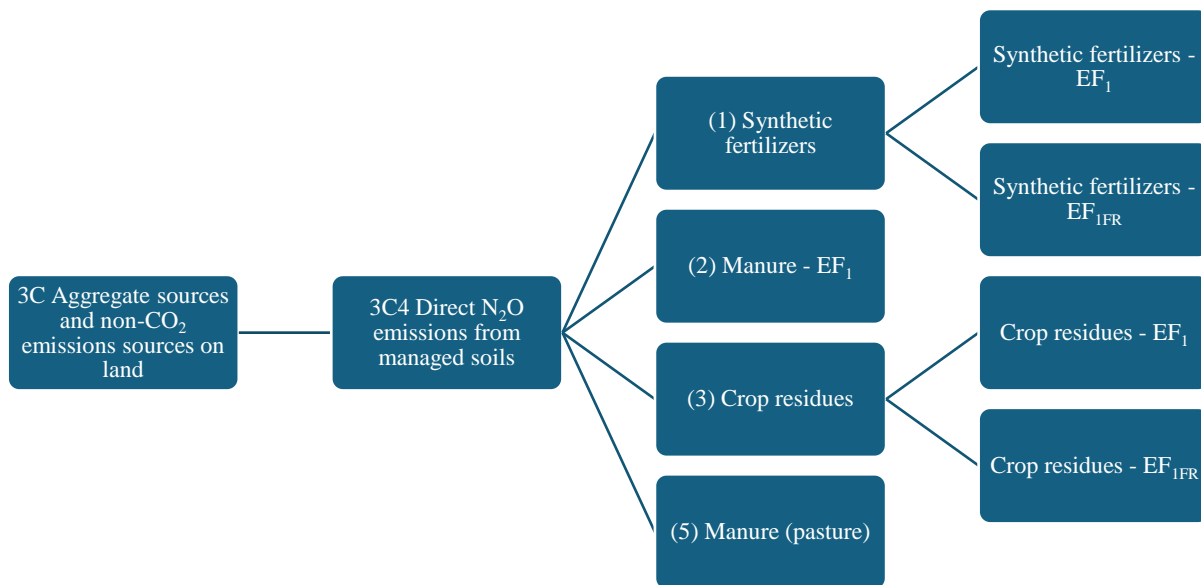 3C Aggregate sources
and non-CO₂
emissions sources on
land
3C4 Direct N₂O
emissions from
managed soils
(1) Synthetic
fertilizers
Synthetic fertilizers -
EF₁
Synthetic fertilizers -
EF₁FR
(2) Manure - EF₁
(3) Crop residues
Crop residues - EF₁
Crop residues - EF₁FR
(5) Manure (pasture)